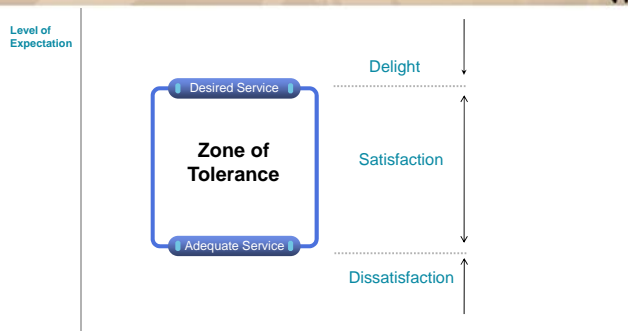 Level of
Expectation
Delight
Desired Service
Zone of
Tolerance
Satisfaction
Adequate Service
Dissatisfaction